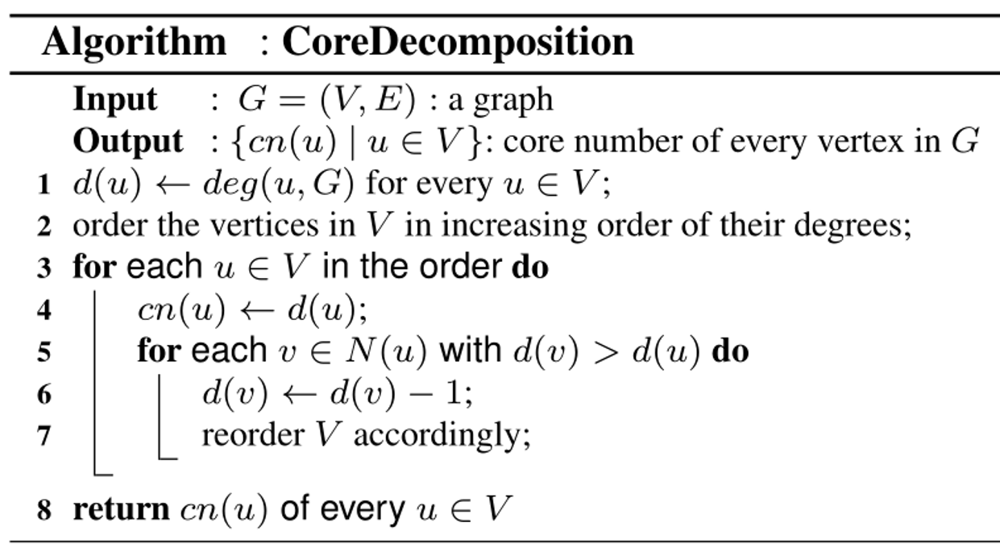 Algorithm : CoreDecomposition
Input : G = (V, E) : a graph
Output : {cn(u) | u ∈ V}: core number of every vertex in G
1 d(u) ← deg(u, G) for every u ∈ V;
2 order the vertices in V in increasing order of their degrees;
3 for each u ∈ V in the order do
4 cn(u) ← d(u);
5 for each v ∈ N(u) with d(v) > d(u) do
6 d(v) ← d(v) − 1;
7 reorder V accordingly;
8 return cn(u) of every u ∈ V